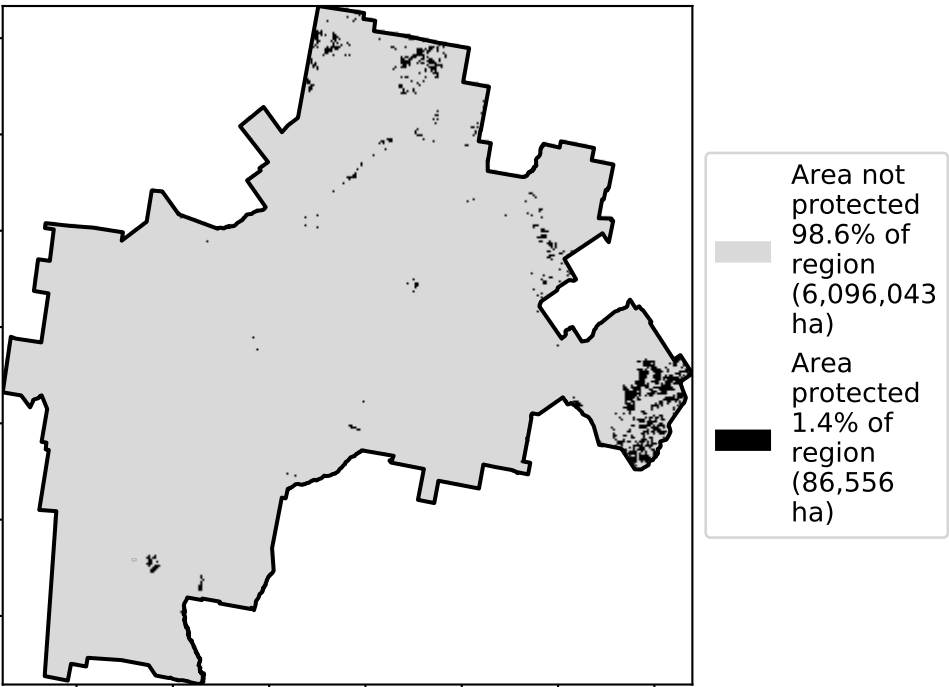 Area not
protected
98.6% of
region
(6,096,043
ha)
Area
protected
1.4% of
region
(86,556
ha)